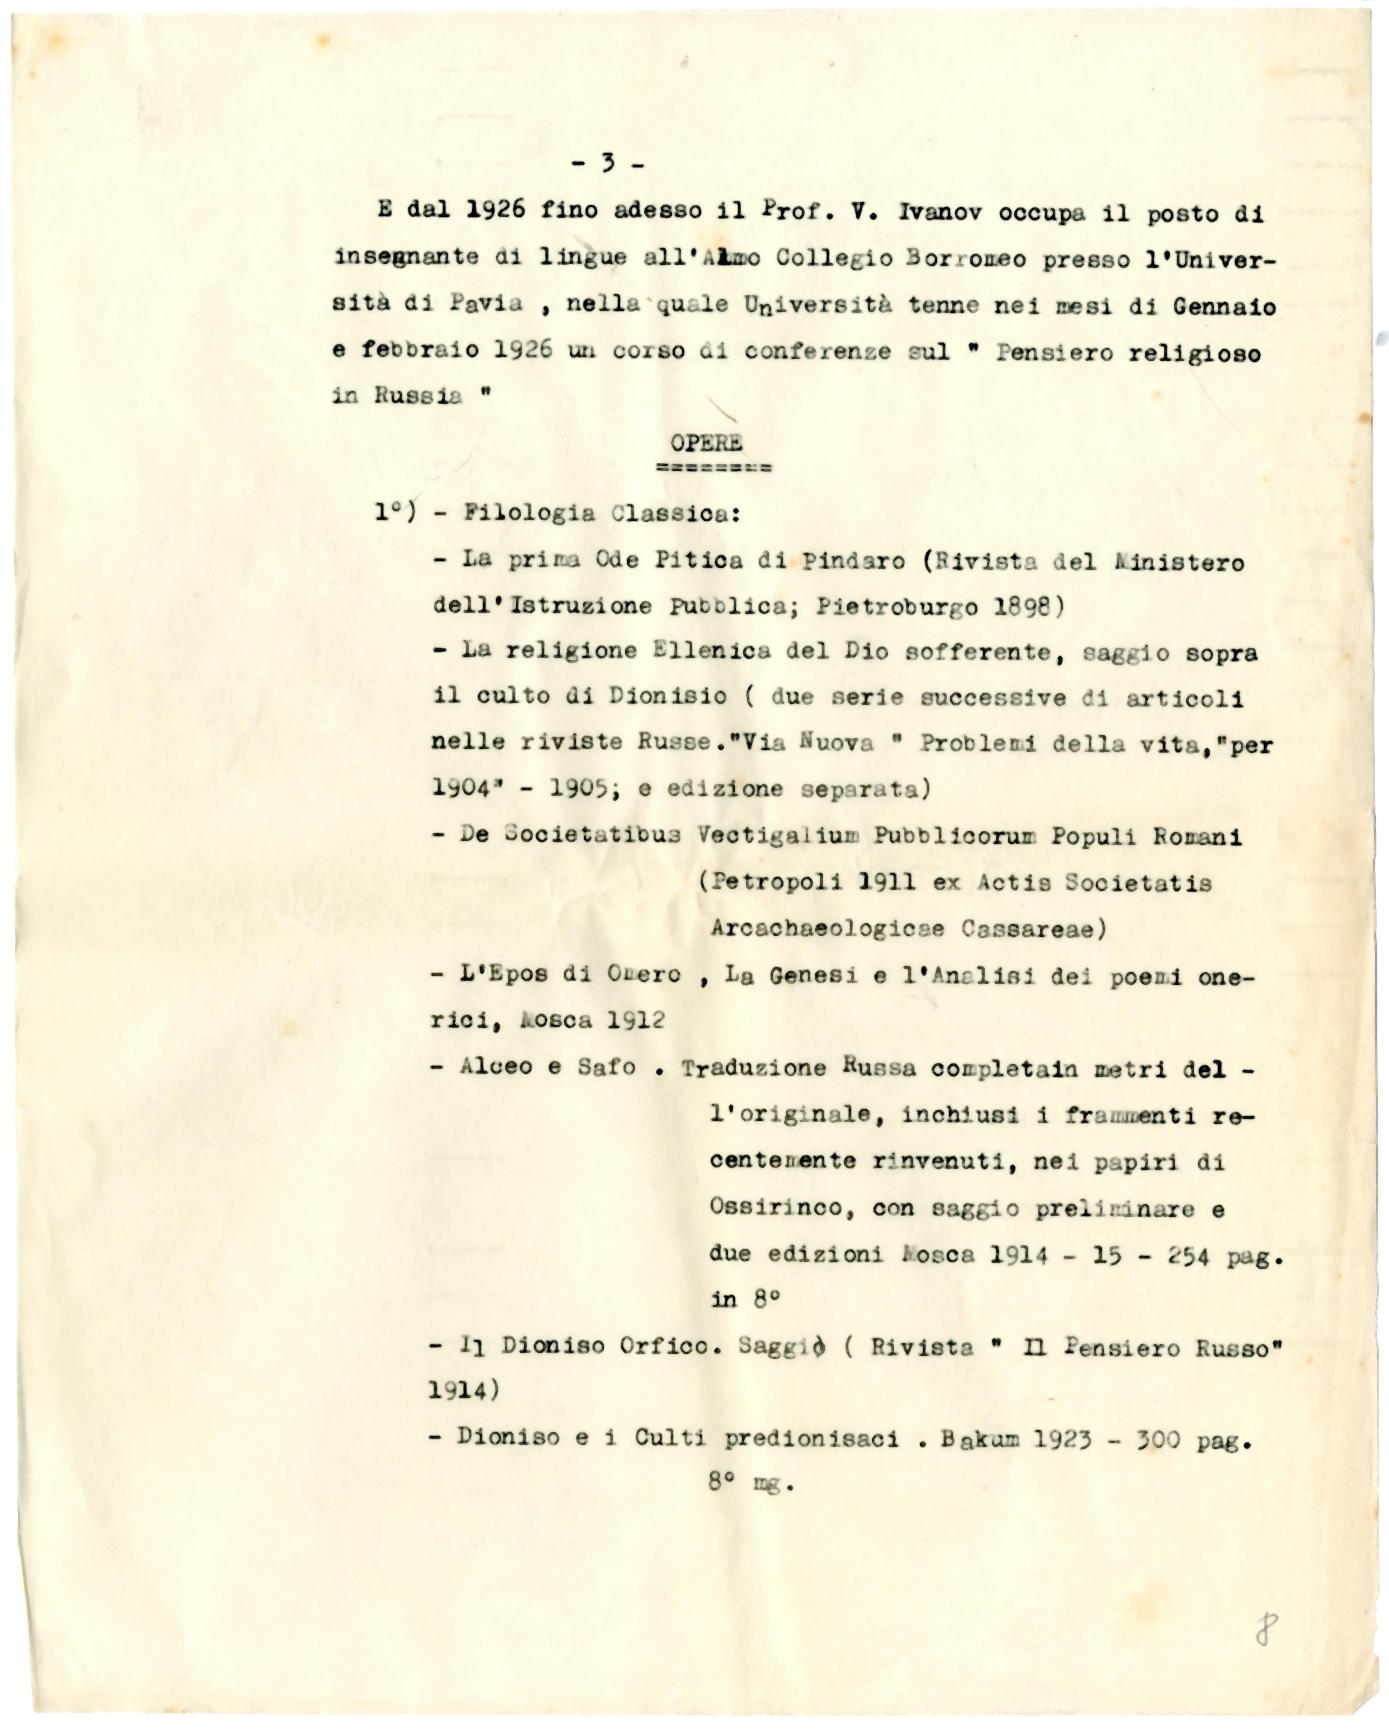 - 3 -
E dal 1926 fino adesso il Prof. V. Ivanov occupa il posto di
insegnante di lingue all'Almo Collegio Borromeo presso l'Univer-
sità di Pavia , nella quale Università tenne nei mesi di Gennaio
e febbraio 1926 un corso di conferenze sul " Pensiero religioso
in Russia "
OPERE
========
1°) - Filologia Classica:
- La prima Ode Pitica di Pindaro (Rivista del Ministero
dell'Istruzione Pubblica; Pietroburgo 1898)
- La religione Ellenica del Dio sofferente, saggio sopra
il culto di Dionisio ( due serie successive di articoli
nelle riviste Russe."Via Nuova " Problemi della vita,"per
1904" - 1905; e edizione separata)
- De Societatibus Vectigalium Pubblicorum Populi Romani
(Petropoli 1911 ex Actis Societatis
Arcachaeologicae Cassareae)
- L'Epos di Omero , La Genesi e l'Analisi dei poemi one-
rici, Mosca 1912
- Alceo e Safo . Traduzione Russa completain metri del -
l'originale, inchiusi i frammenti re-
centemente rinvenuti, nei papiri di
Ossirinco, con saggio preliminare e
due edizioni Mosca 1914 - 15 - 254 pag.
in 8°
- Il Dioniso Orfico. Saggiò ( Rivista " Il Pensiero Russo"
1914)
- Dioniso e i Culti predionisaci . Bakum 1923 - 300 pag.
8° mg.
8